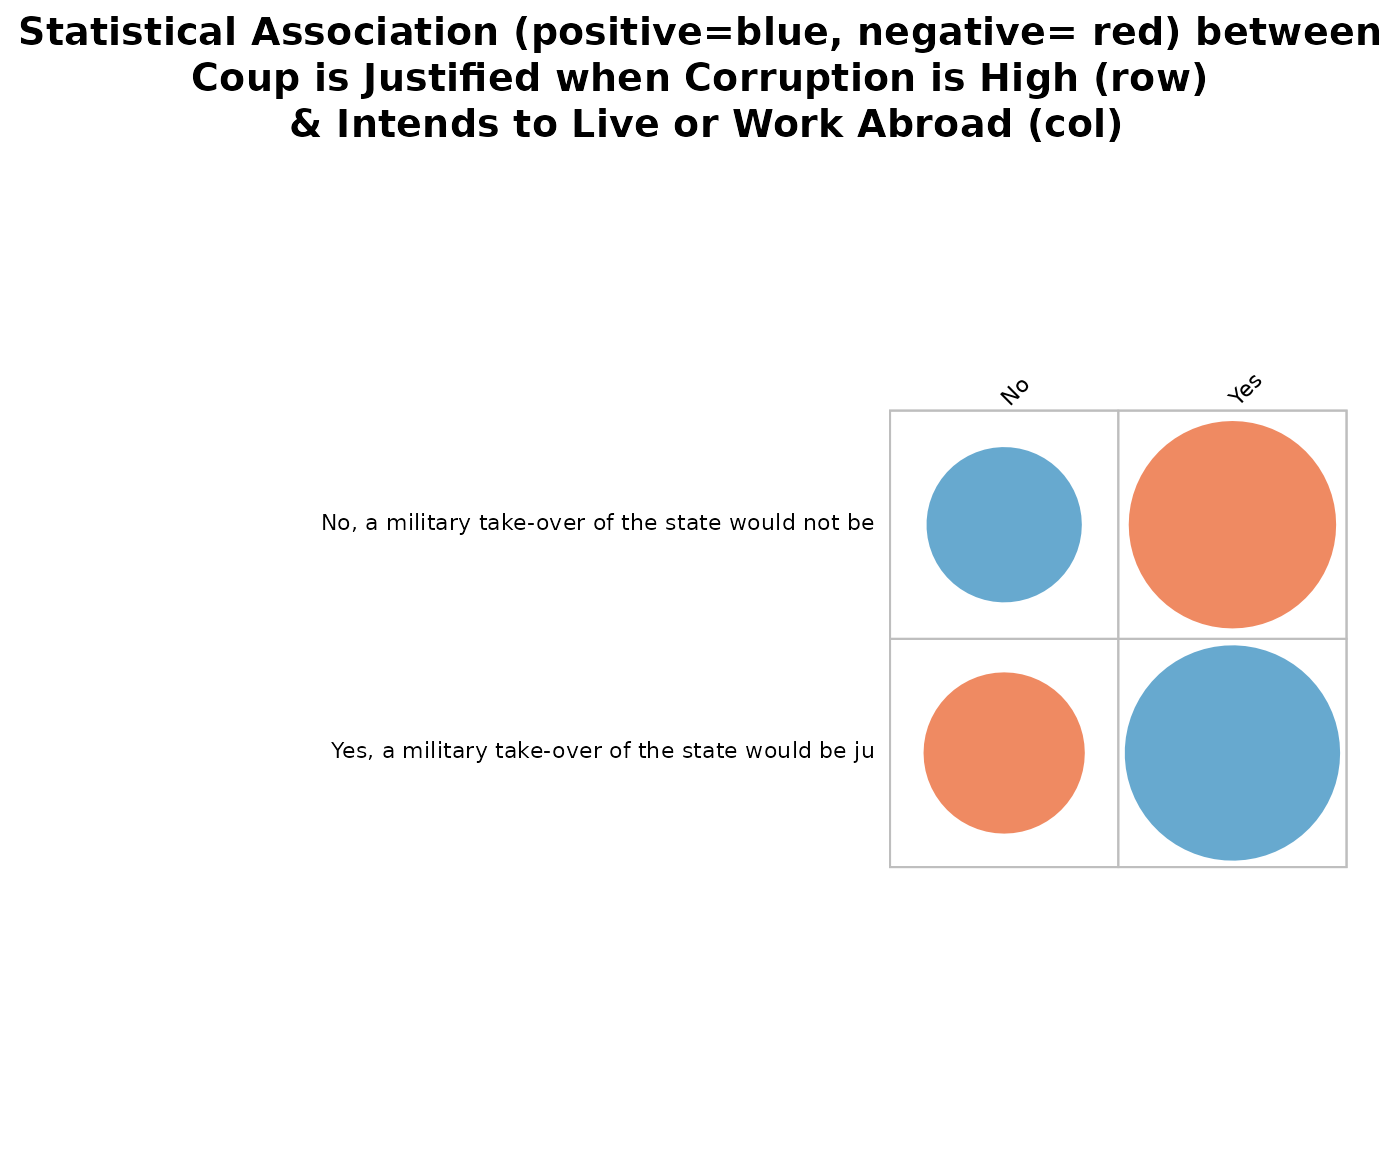 Statistical Association (positive=blue, negative= red) between
Coup is Justified when Corruption is High (row)
& Intends to Live or Work Abroad (col)
No
Yes
No, a military take-over of the state would not be
Yes, a military take-over of the state would be ju